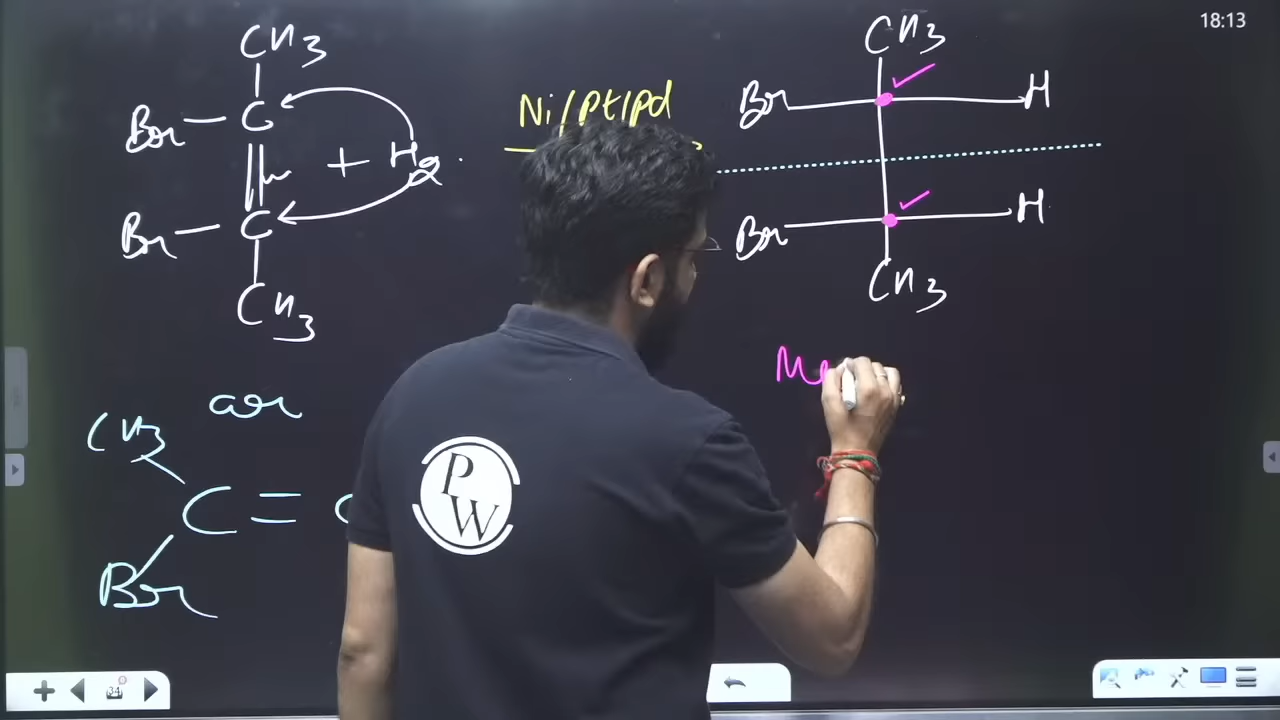 18:13
CH3
Br-C
+ H2
Br-C
CH3
or
CH3
C = C
Br
Ni/Pt/Pd
CH3
Br H
Br H
CH3
Me
PW
34